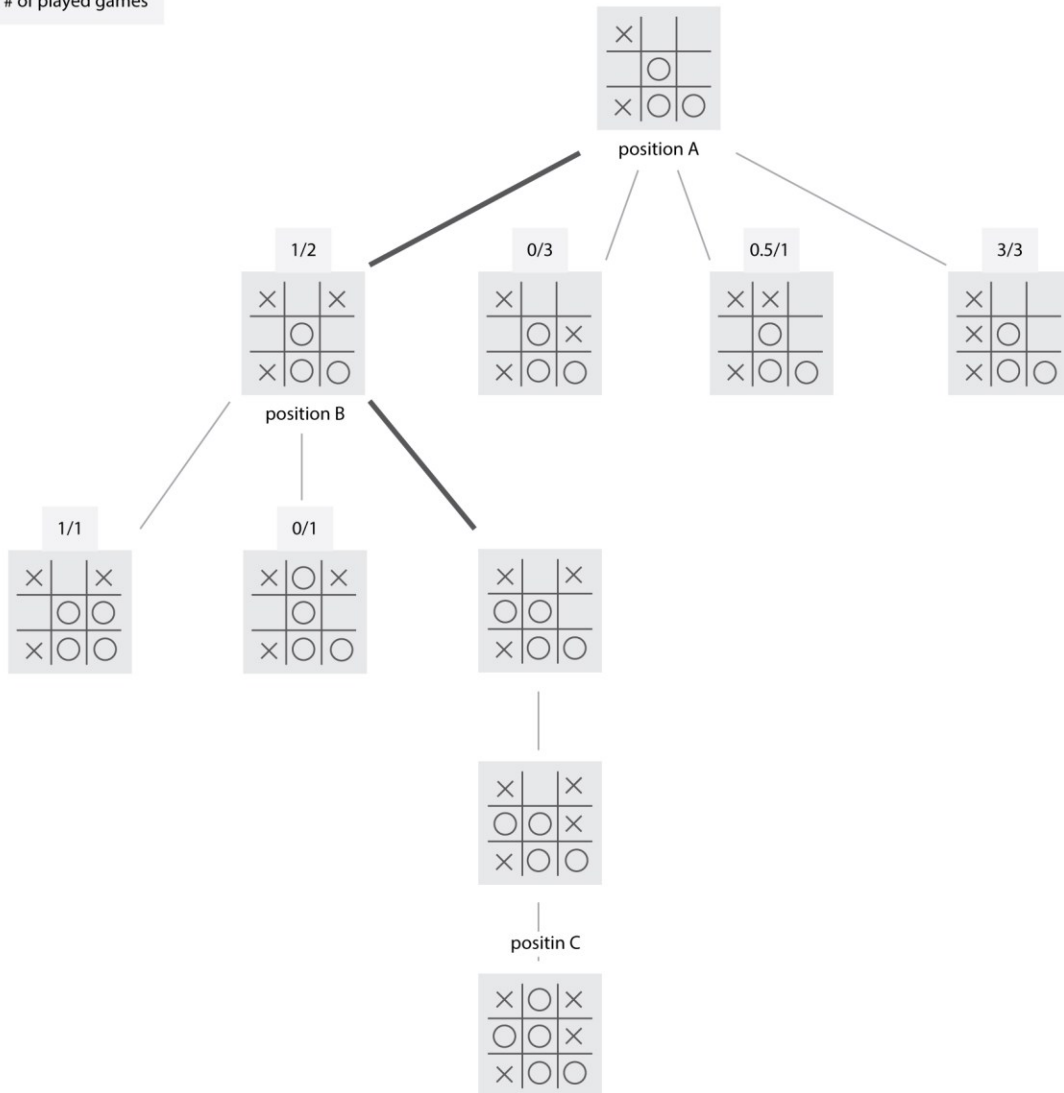 # of played games
position A
1/2
0/3
0.5/1
3/3
position B
1/1
0/1
positin C